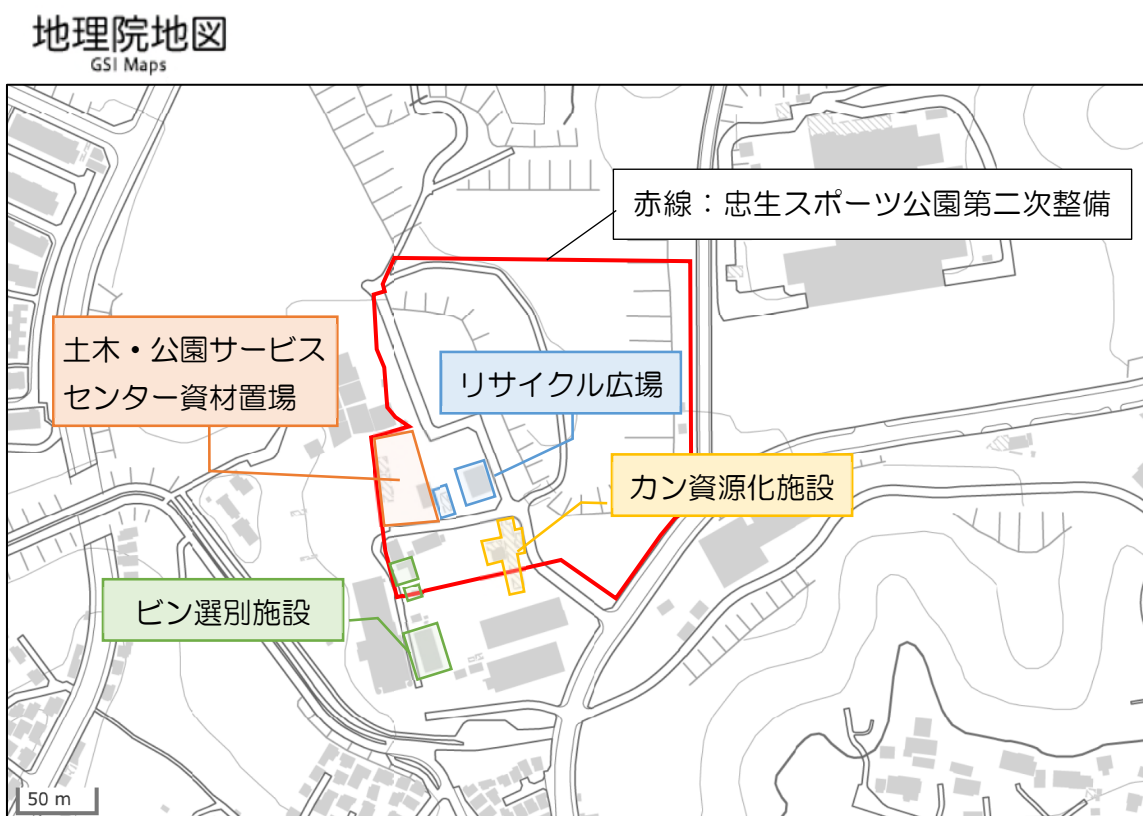 地理院地図
GSI Maps
赤線：忠生スポーツ公園第二次整備
土木・公園サービス
センター資材置場
リサイクル広場
カン資源化施設
ビン選別施設
50 m